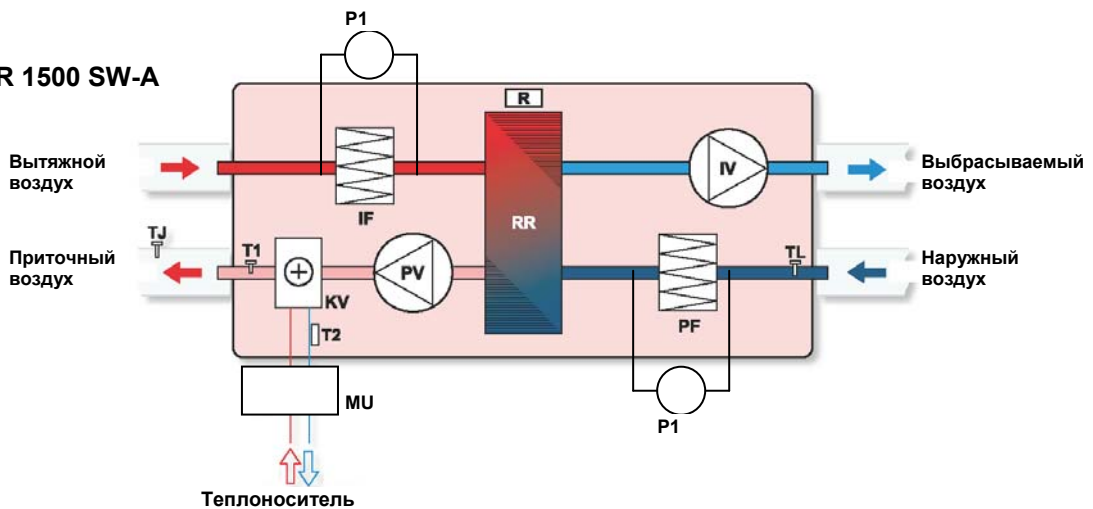 P1
R 1500 SW-A
R
Вытяжной
воздух
IF
RR
IV
Выбрасываемый
воздух
TJ
Приточный
воздух
T1
KV
PV
PF
TL
Наружный
воздух
T2
MU
P1
Теплоноситель